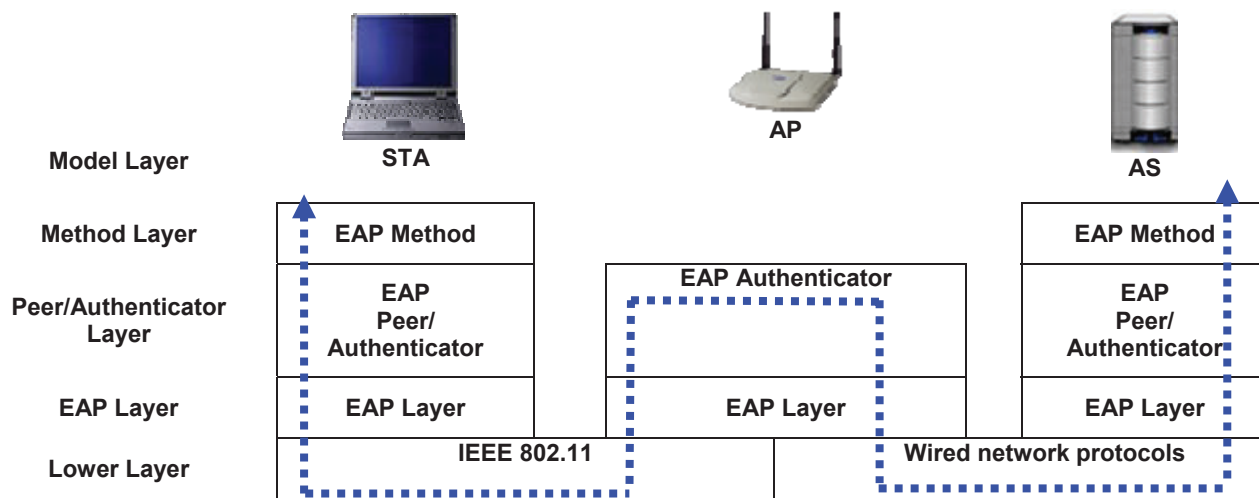 STA
AP
AS
Model Layer
Method Layer
EAP Method
EAP Method
Peer/Authenticator
Layer
EAP
Peer/
Authenticator
EAP Authenticator
EAP
Peer/
Authenticator
EAP Layer
EAP Layer
EAP Layer
EAP Layer
Lower Layer
IEEE 802.11
Wired network protocols